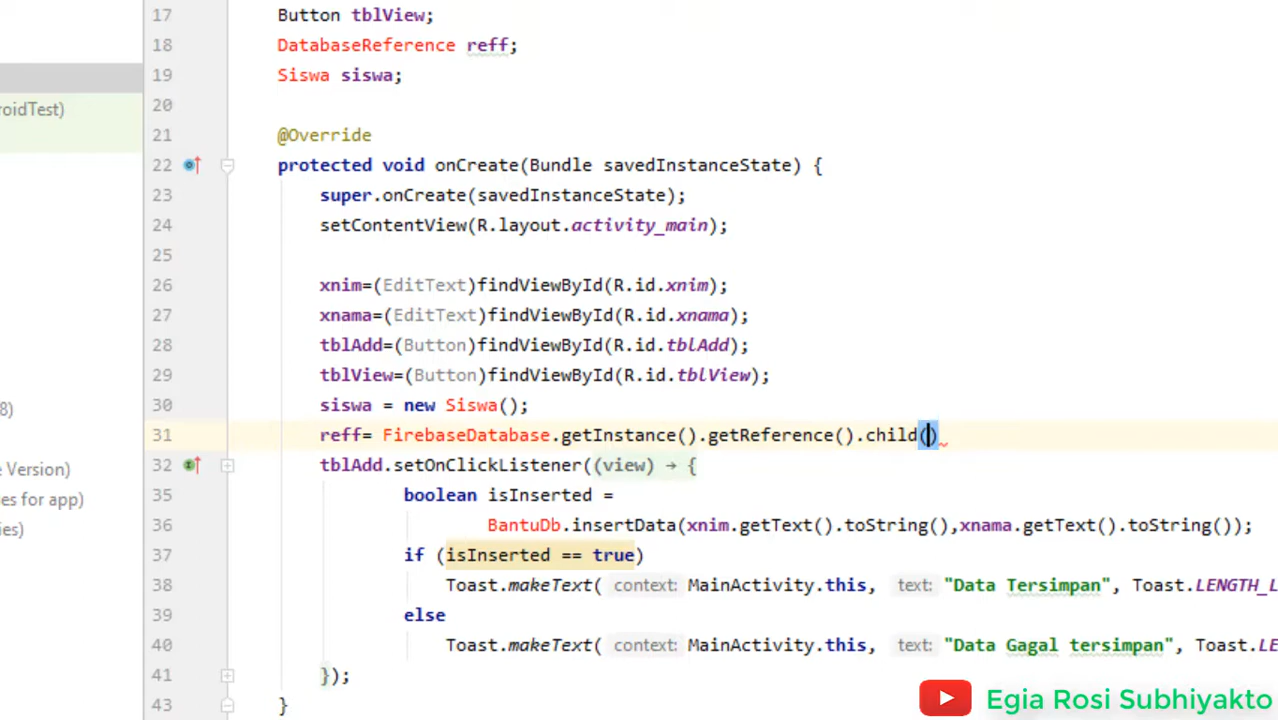 17 Button tblView;
18 DatabaseReference reff;
19 Siswa siswa;
20
roidTest)
21 @Override
22 protected void onCreate(Bundle savedInstanceState) {
23 super.onCreate(savedInstanceState);
24 setContentView(R.layout.activity_main);
25
26 xnim=(EditText)findViewById(R.id.xnim);
27 xnama=(EditText)findViewById(R.id.xnama);
28 tblAdd=(Button)findViewById(R.id.tblAdd);
29 tblView=(Button)findViewById(R.id.tblView);
8) 30 siswa = new Siswa();
31 reff= FirebaseDatabase.getInstance().getReference().child()
e Version) 32 tblAdd.setOnClickListener((view) → {
es for app) 35 boolean isInserted =
ies) 36 BantuDb.insertData(xnim.getText().toString(),xnama.getText().toString());
37 if (isInserted == true)
38 Toast.makeText( context: MainActivity.this, text: "Data Tersimpan", Toast.LENGTH_L
39 else
40 Toast.makeText( context: MainActivity.this, text: "Data Gagal tersimpan", Toast.LE
41 });
43 }
Egia Rosi Subhiyakto